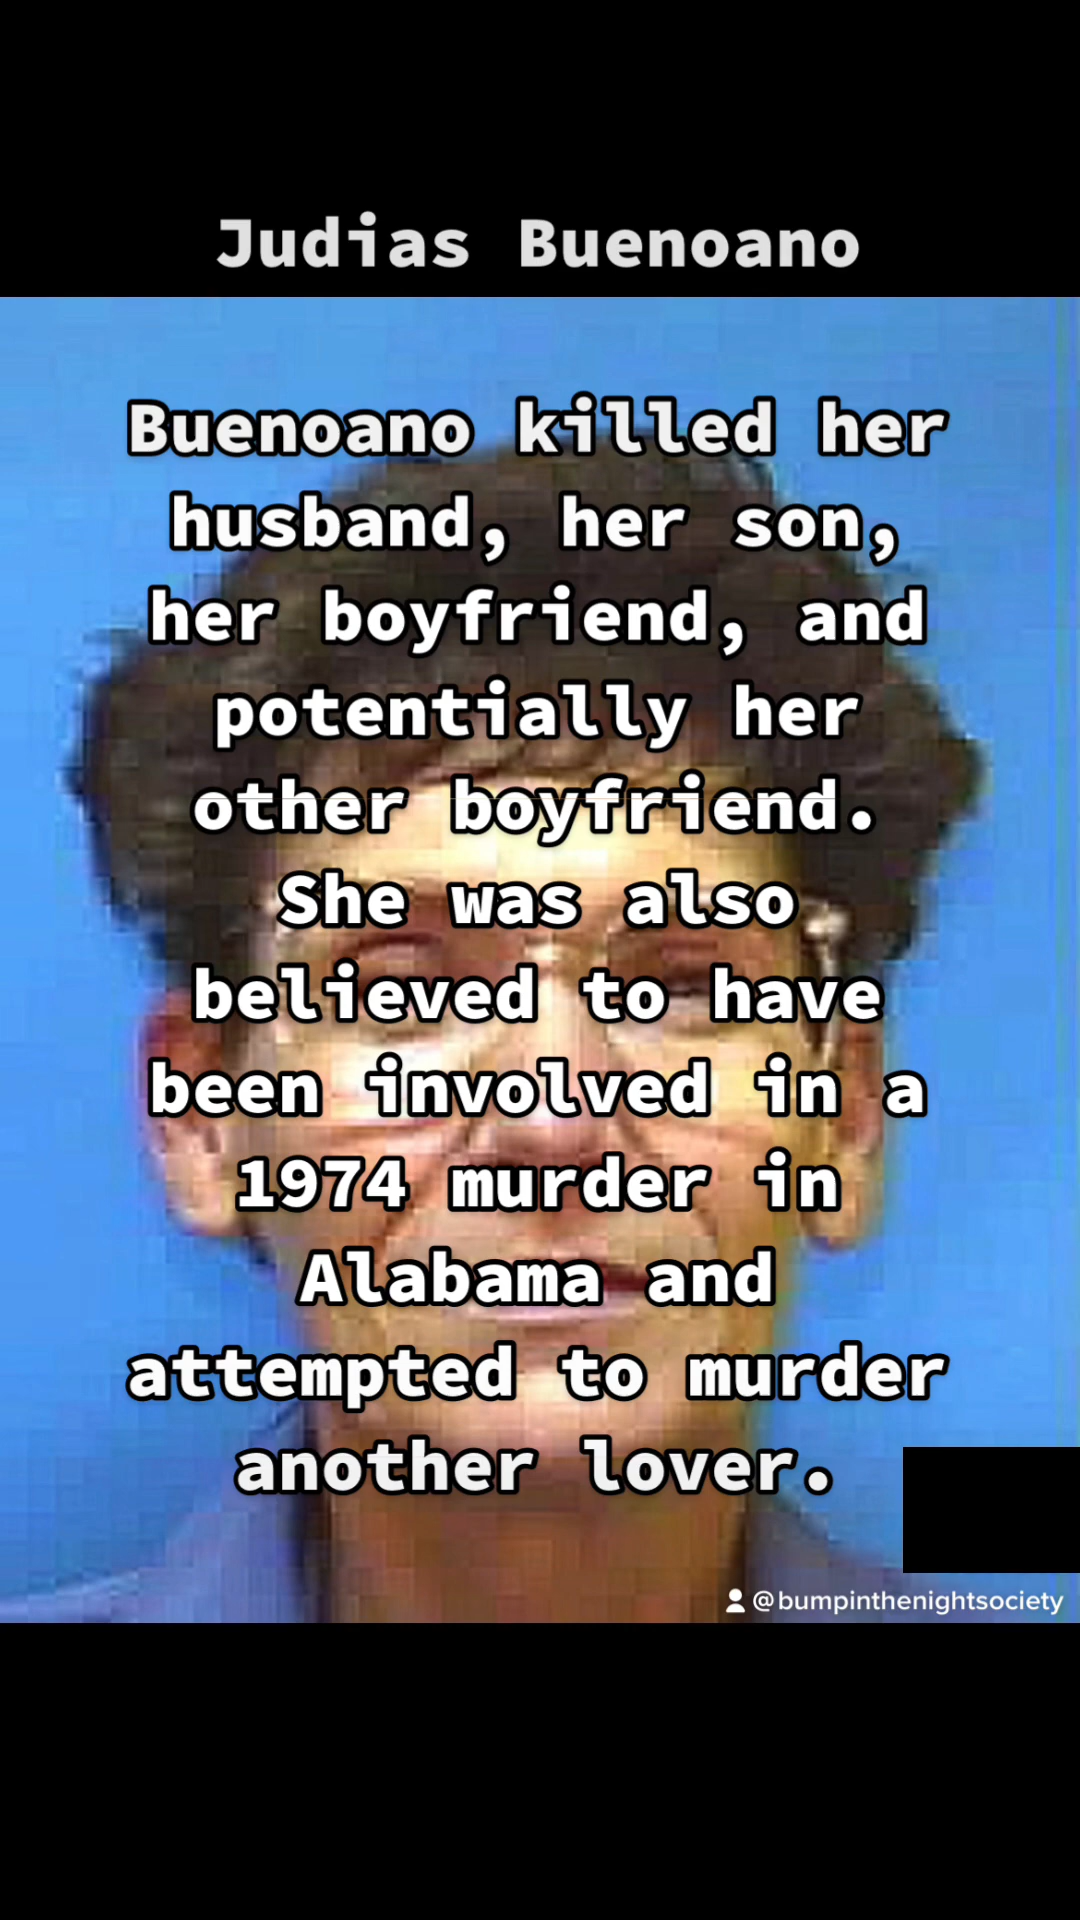 Judias Buenoano
Buenoano killed her
husband, her son,
her boyfriend, and
potentially her
other boyfriend.
She was also
believed to have
been involved in a
1974 murder in
Alabama and
attempted to murder
another lover.
@bumpinthenightsociety